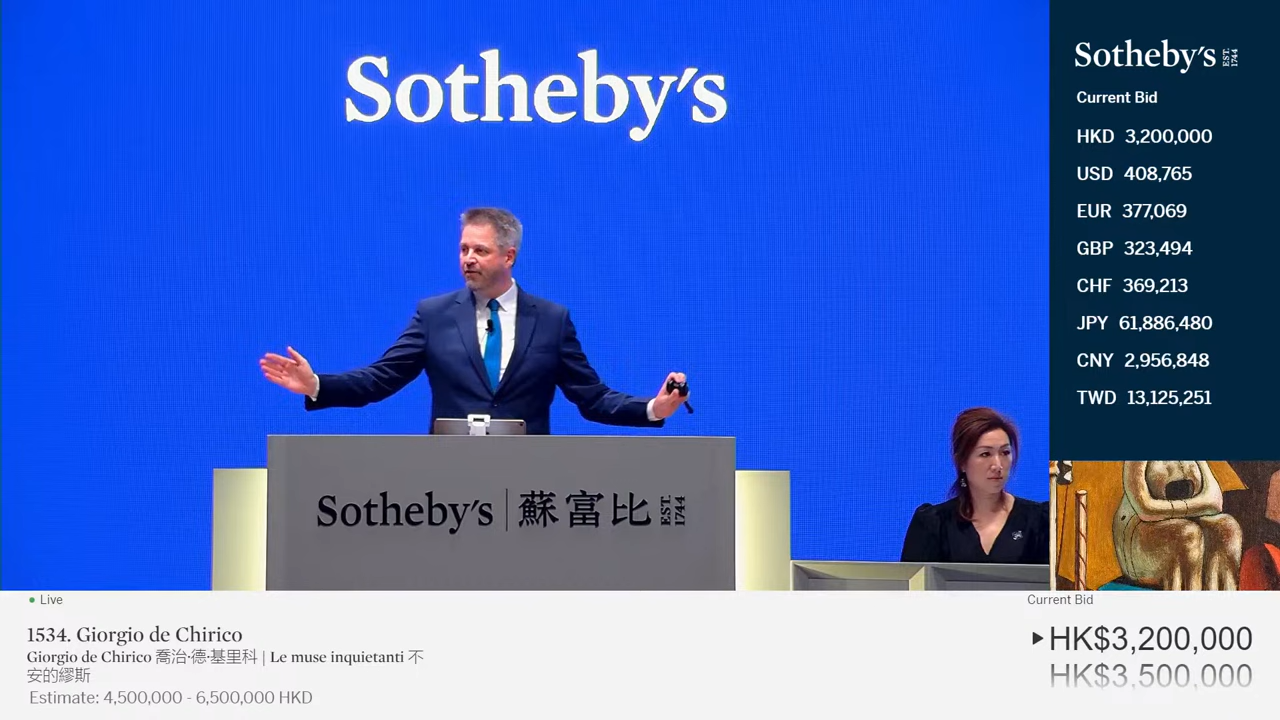 Sotheby's
Sotheby's EST. 1744
Current Bid
HKD 3,200,000
USD 408,765
EUR 377,069
GBP 323,494
CHF 369,213
JPY 61,886,480
CNY 2,956,848
TWD 13,125,251
Sotheby's | 蘇富比 EST. 1744
Live
1534. Giorgio de Chirico
Giorgio de Chirico 喬治·德·基里科 | Le muse inquietanti 不
安的繆斯
Estimate: 4,500,000 - 6,500,000 HKD
Current Bid
HK$3,200,000
HK$3,500,000